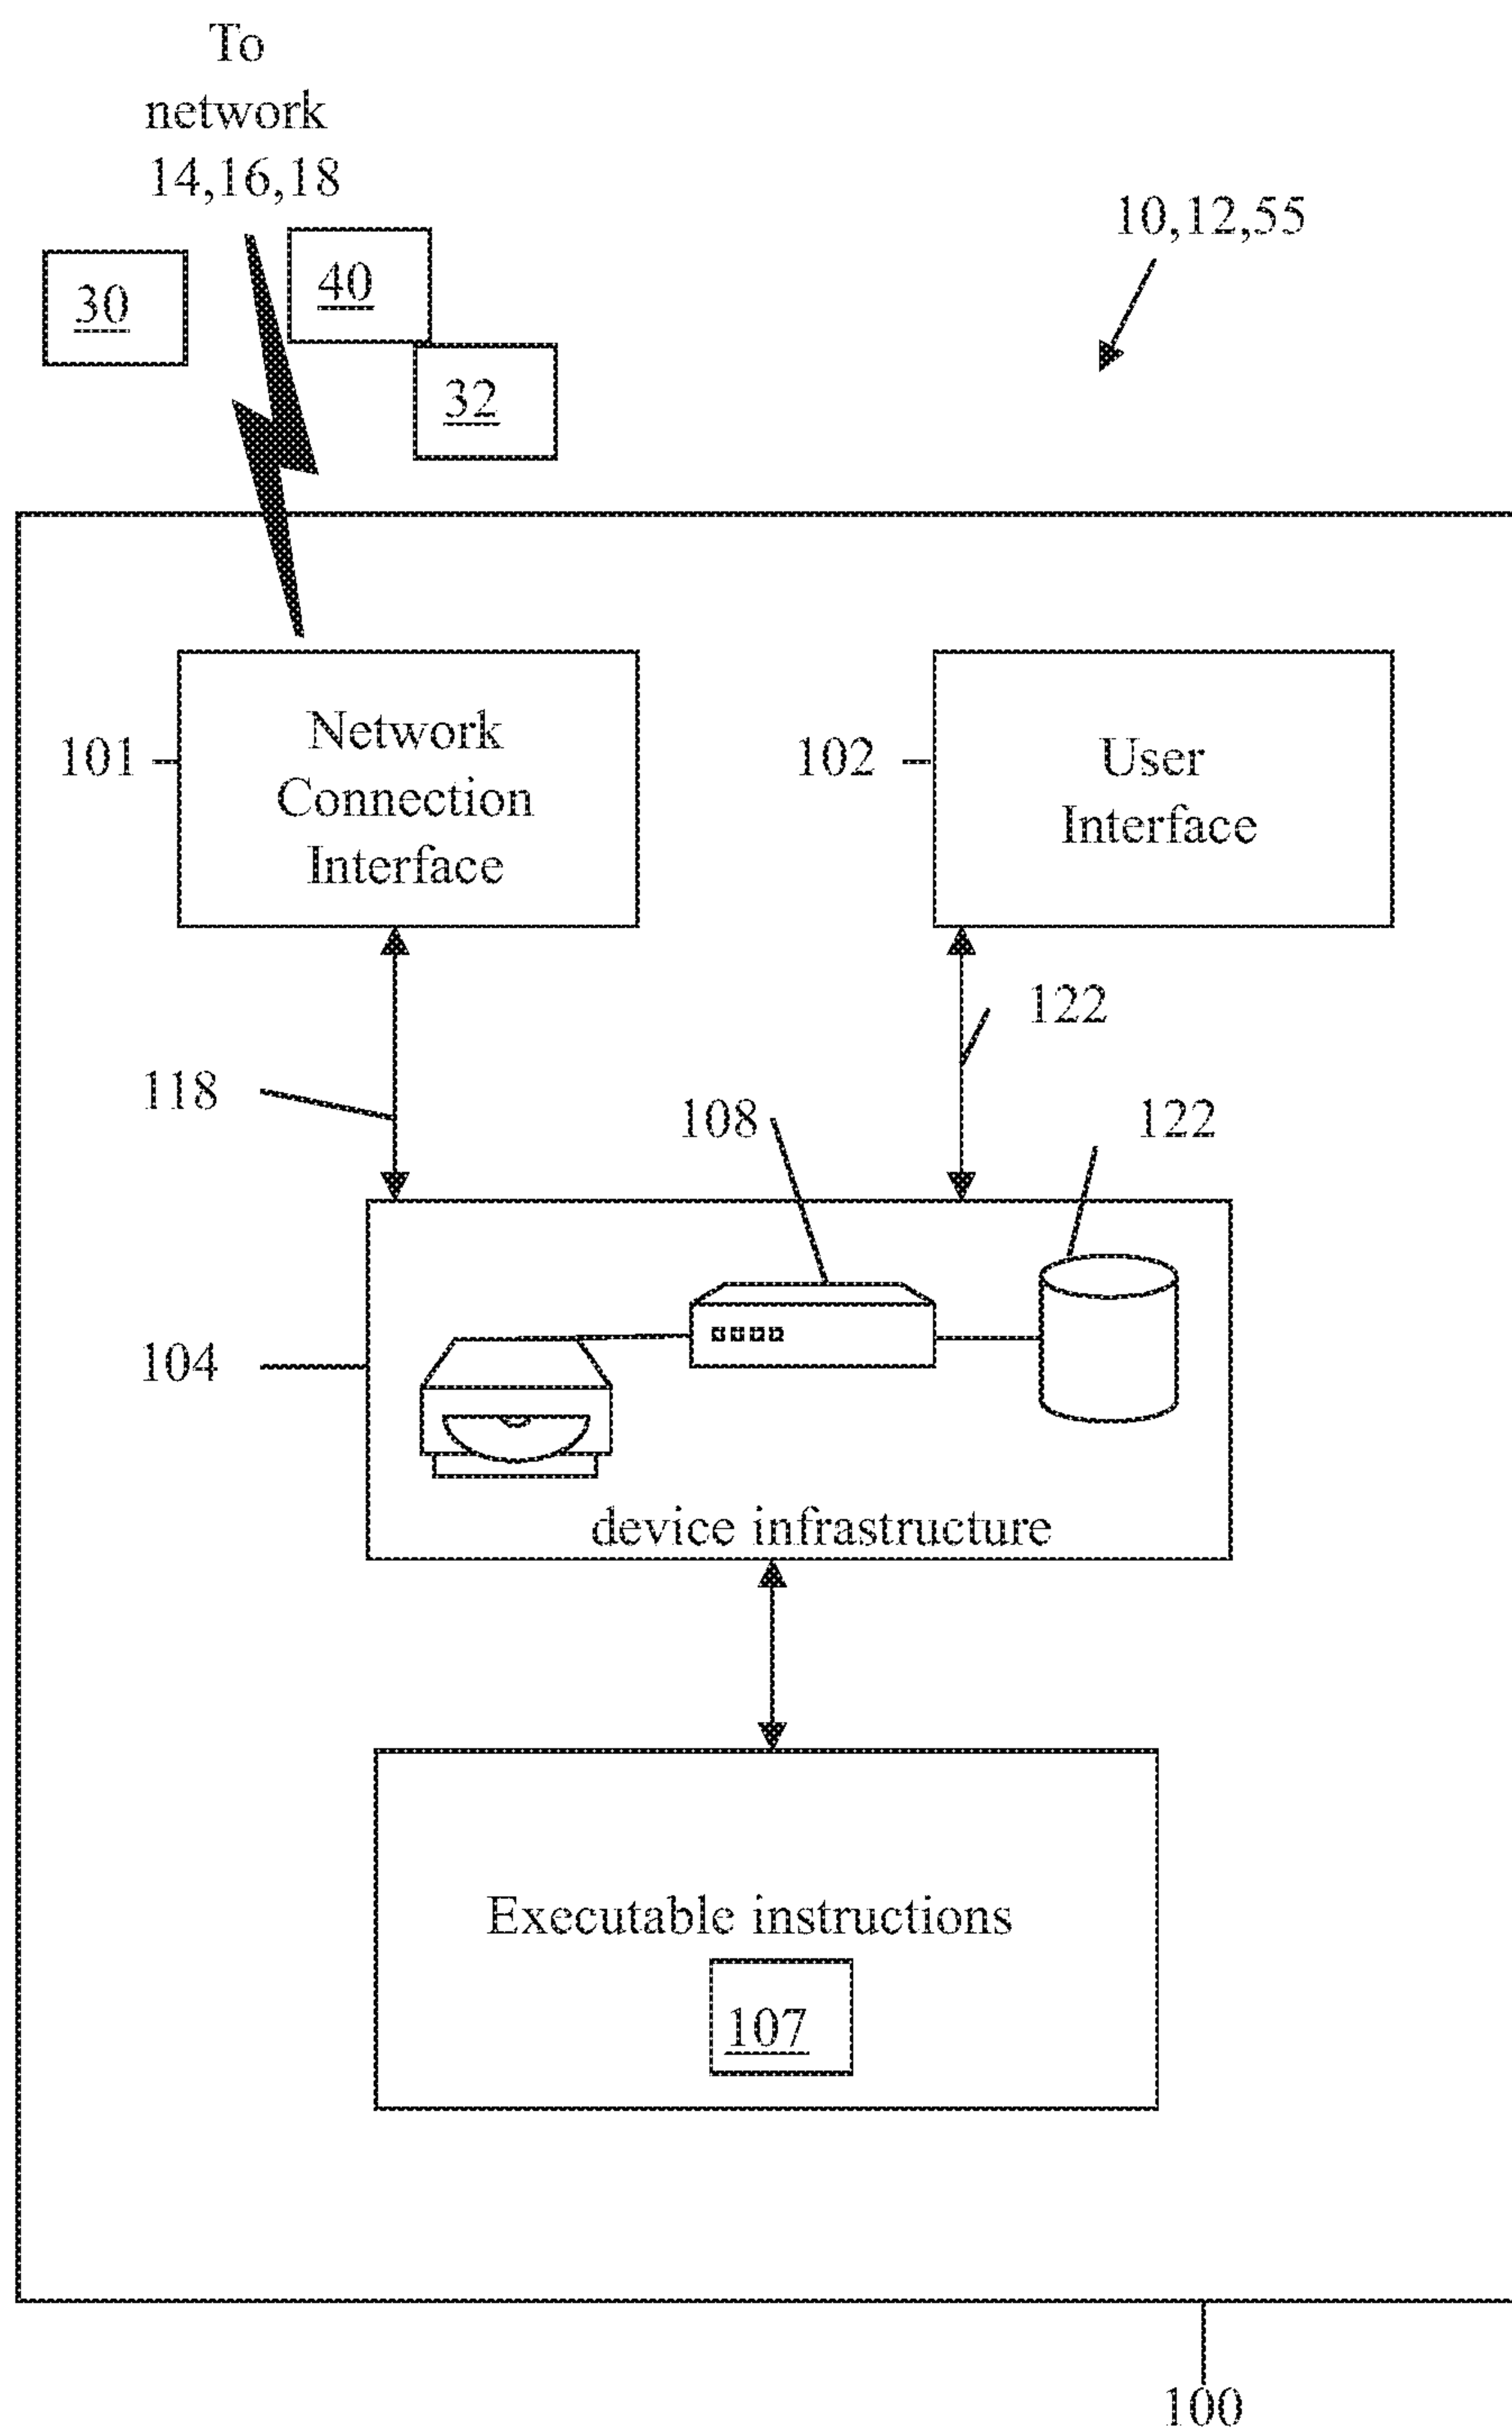 To
network
14,16,18
10,12,55
30
40
32
101
Network
Connection
Interface
102
User
Interface
122
118
108
122
104
device infrastructure
Executable instructions
107
100